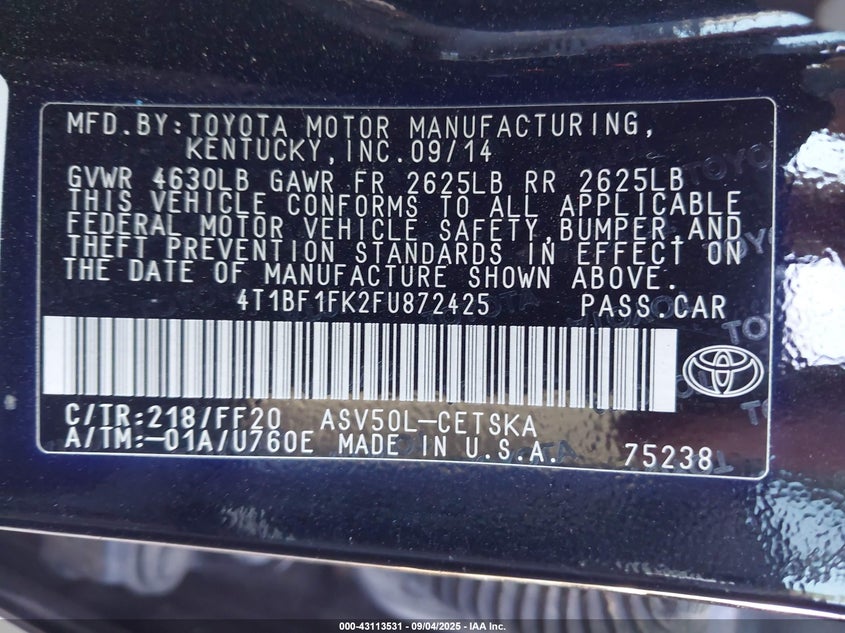 MFD.BY:TOYOTA MOTOR MANUFACTURING,
KENTUCKY,INC.09/14
GVWR 4630LB GAWR FR 2625LB RR 2625LB
THIS VEHICLE CONFORMS TO ALL APPLICABLE
FEDERAL MOTOR VEHICLE SAFETY,BUMPER,AND
THEFT PREVENTION STANDARDS IN EFFECT ON
THE DATE OF MANUFACTURE SHOWN ABOVE.
4T1BF1FK2FU872425 PASS.CAR
C/TR:218/FF20 ASV50L-CETSKA
A/TM:-01A/U760E MADE IN U.S.A. 75238
000-43113531 - 09/04/2025 - IAA Inc.